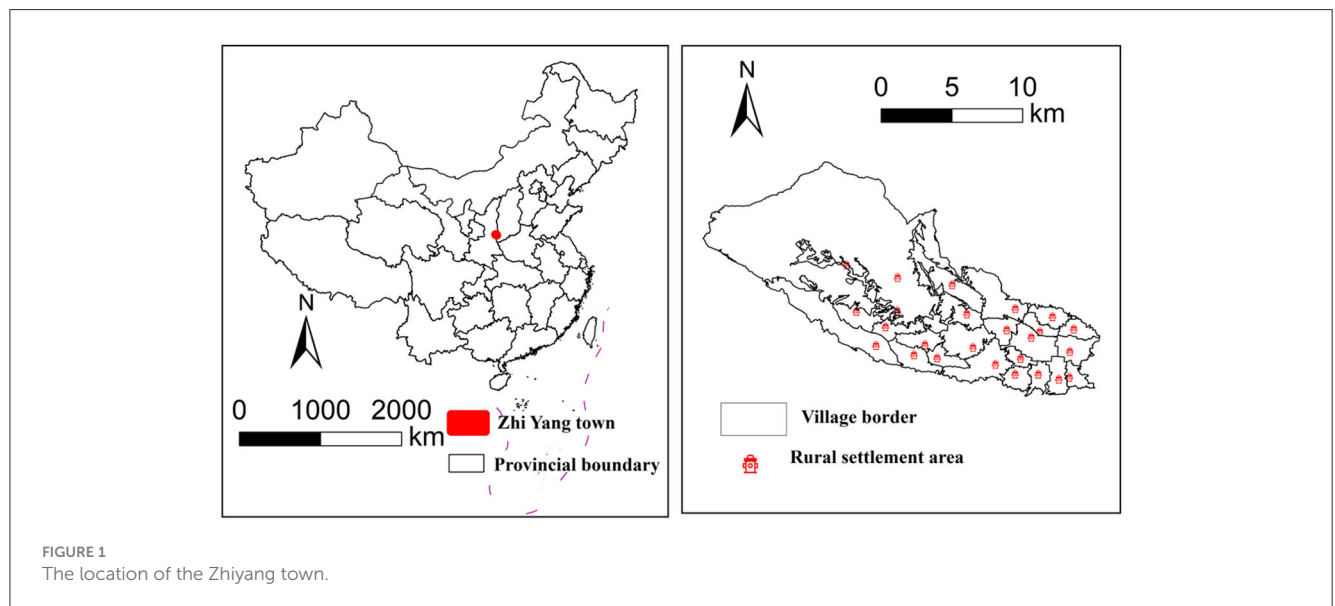 N
0 1000 2000
km
Zhi Yang town
Provincial boundary
N
0 5 10
km
Village border
Rural settlement area
FIGURE 1
The location of the Zhiyang town.